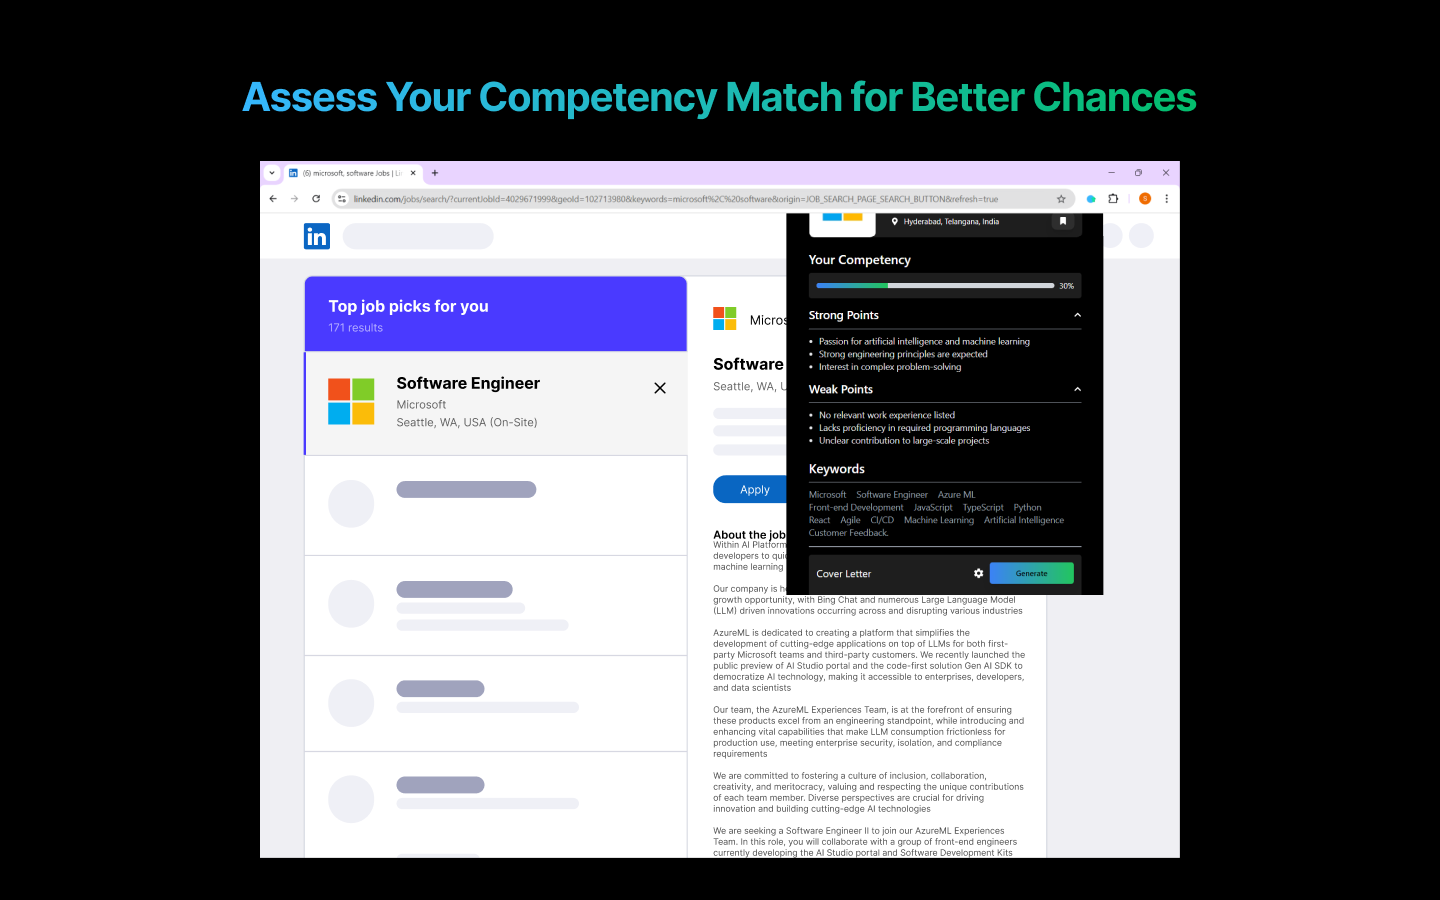 Assess Your Competency Match for Better Chances
(6) microsoft, software Jobs | Li
linkedin.com/jobs/search/?currentJobId=4029671999&geoId=102713980&keywords=microsoft%2C%20software&origin=JOB_SEARCH_PAGE_SEARCH_BUTTON&refresh=true
S
in
Top job picks for you
171 results
Software Engineer
Microsoft
Seattle, WA, USA (On-Site)
Micros
Software
Seattle, WA, U
Apply
About the job
Within AI Platform
developers to qui
machine learning
Our company is he
growth opportunity, with Bing Chat and numerous Large Language Model
(LLM) driven innovations occurring across and disrupting various industries
AzureML is dedicated to creating a platform that simplifies the
development of cutting-edge applications on top of LLMs for both first-
party Microsoft teams and third-party customers. We recently launched the
public preview of AI Studio portal and the code-first solution Gen AI SDK to
democratize AI technology, making it accessible to enterprises, developers,
and data scientists
Our team, the AzureML Experiences Team, is at the forefront of ensuring
these products excel from an engineering standpoint, while introducing and
enhancing vital capabilities that make LLM consumption frictionless for
production use, meeting enterprise security, isolation, and compliance
requirements
We are committed to fostering a culture of inclusion, collaboration,
creativity, and meritocracy, valuing and respecting the unique contributions
of each team member. Diverse perspectives are crucial for driving
innovation and building cutting-edge AI technologies
We are seeking a Software Engineer II to join our AzureML Experiences
Team. In this role, you will collaborate with a group of front-end engineers
currently developing the AI Studio portal and Software Development Kits
Hyderabad, Telangana, India
Your Competency
30%
Strong Points
• Passion for artificial intelligence and machine learning
• Strong engineering principles are expected
• Interest in complex problem-solving
Weak Points
• No relevant work experience listed
• Lacks proficiency in required programming languages
• Unclear contribution to large-scale projects
Keywords
Microsoft Software Engineer Azure ML
Front-end Development JavaScript TypeScript Python
React Agile CI/CD Machine Learning Artificial Intelligence
Customer Feedback.
Cover Letter
Generate